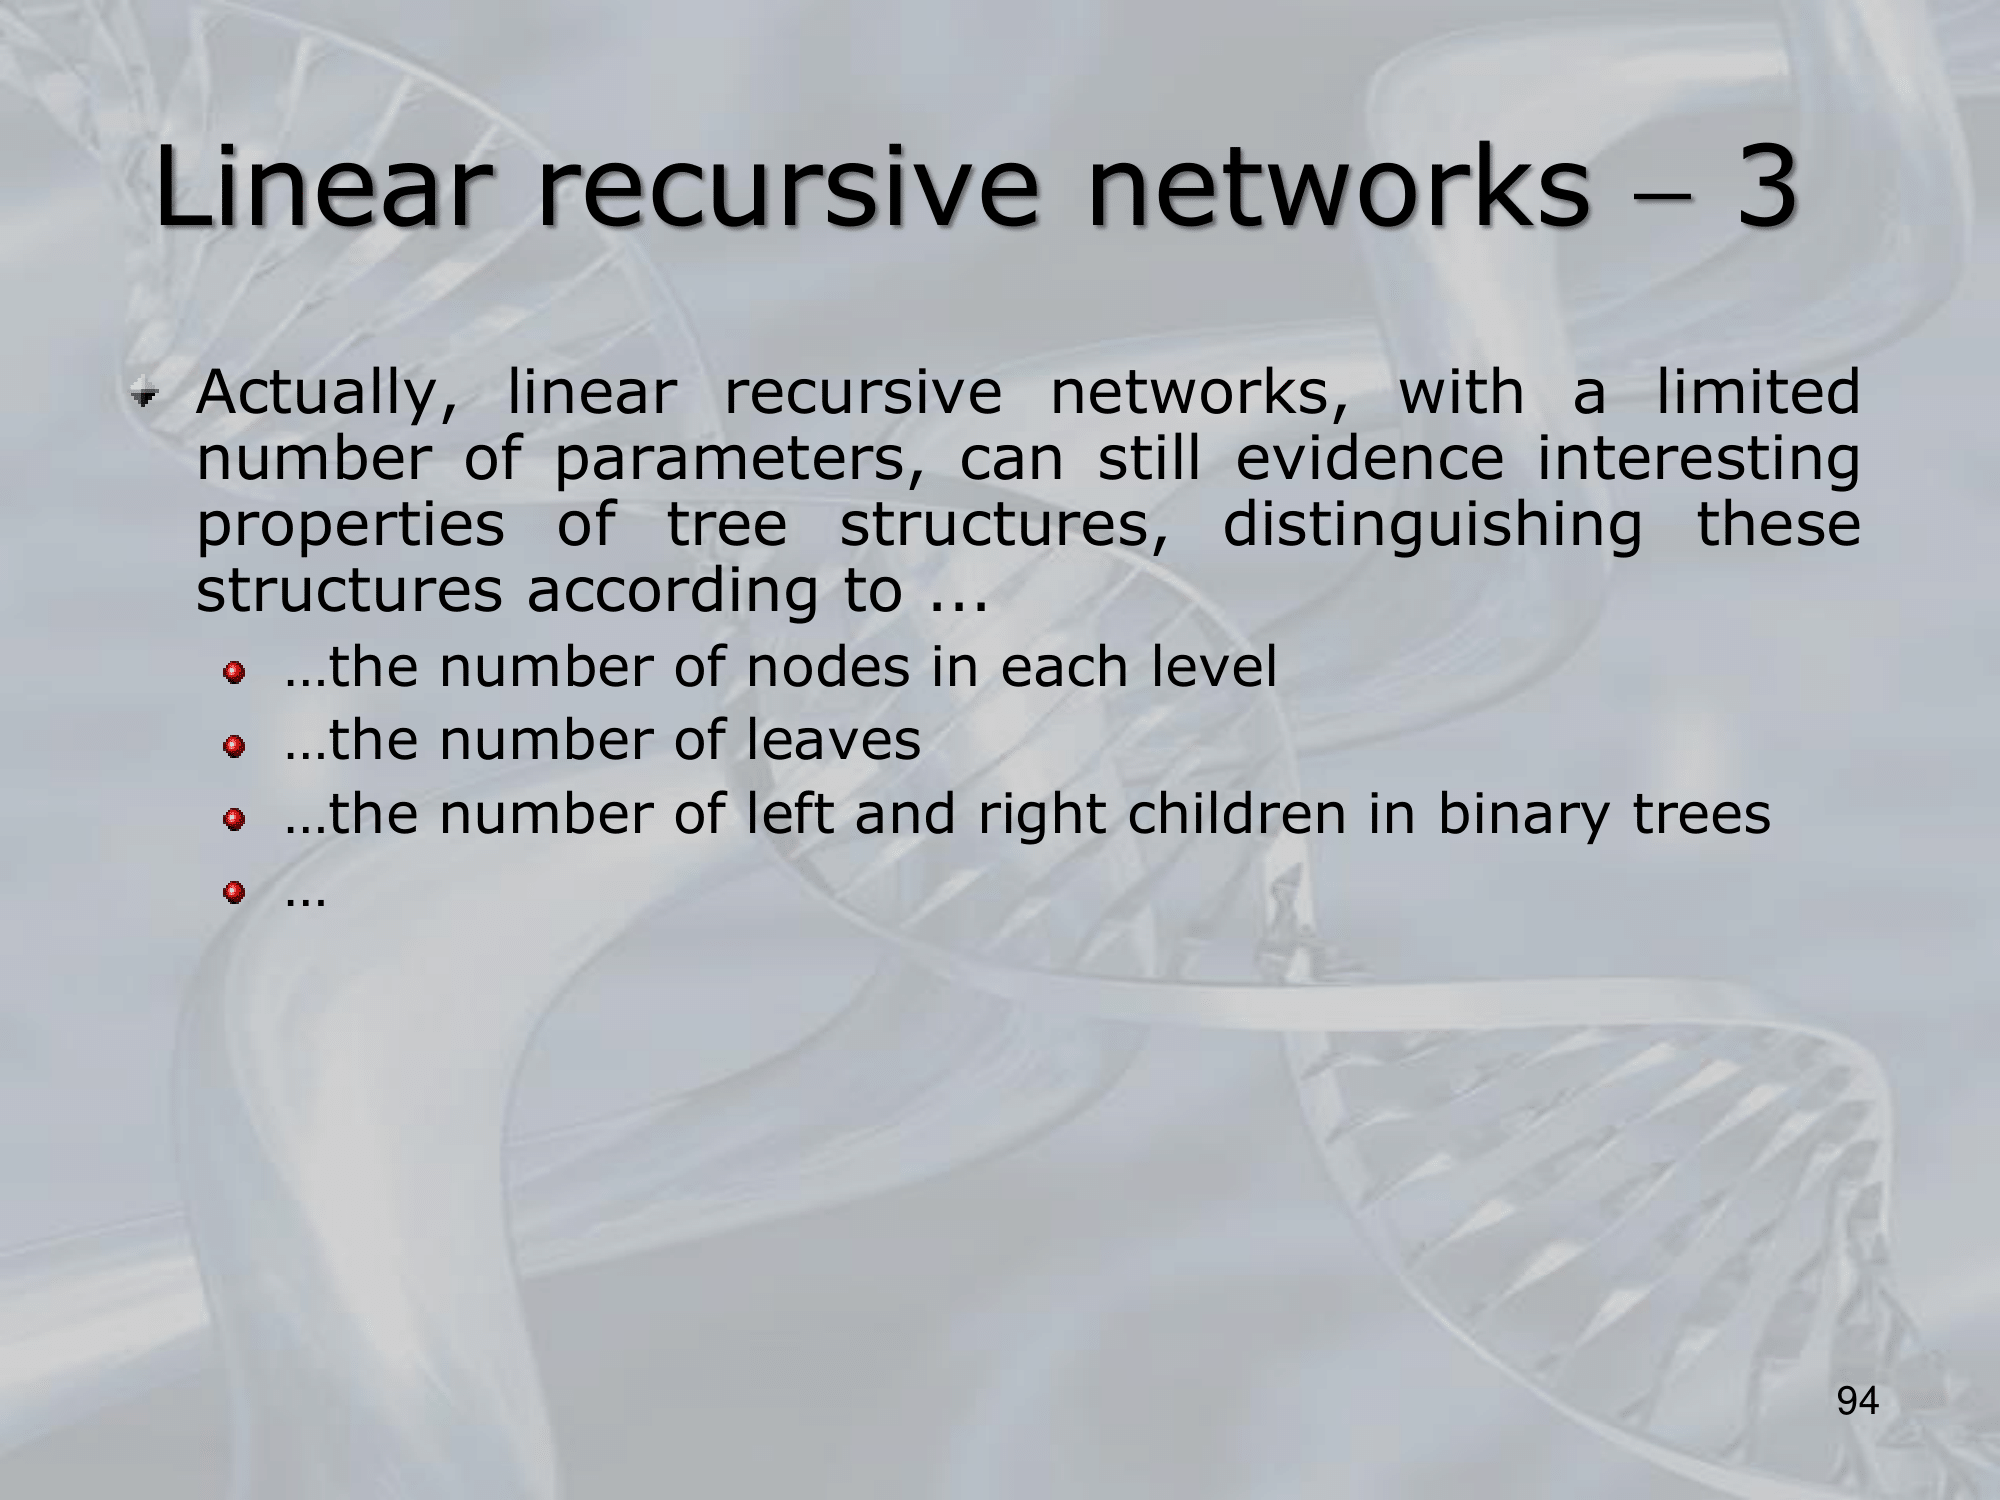 Linear recursive networks – 3
Actually, linear recursive networks, with a limited
number of parameters, can still evidence interesting
properties of tree structures, distinguishing these
structures according to …
…the number of nodes in each level
…the number of leaves
…the number of left and right children in binary trees
…
94